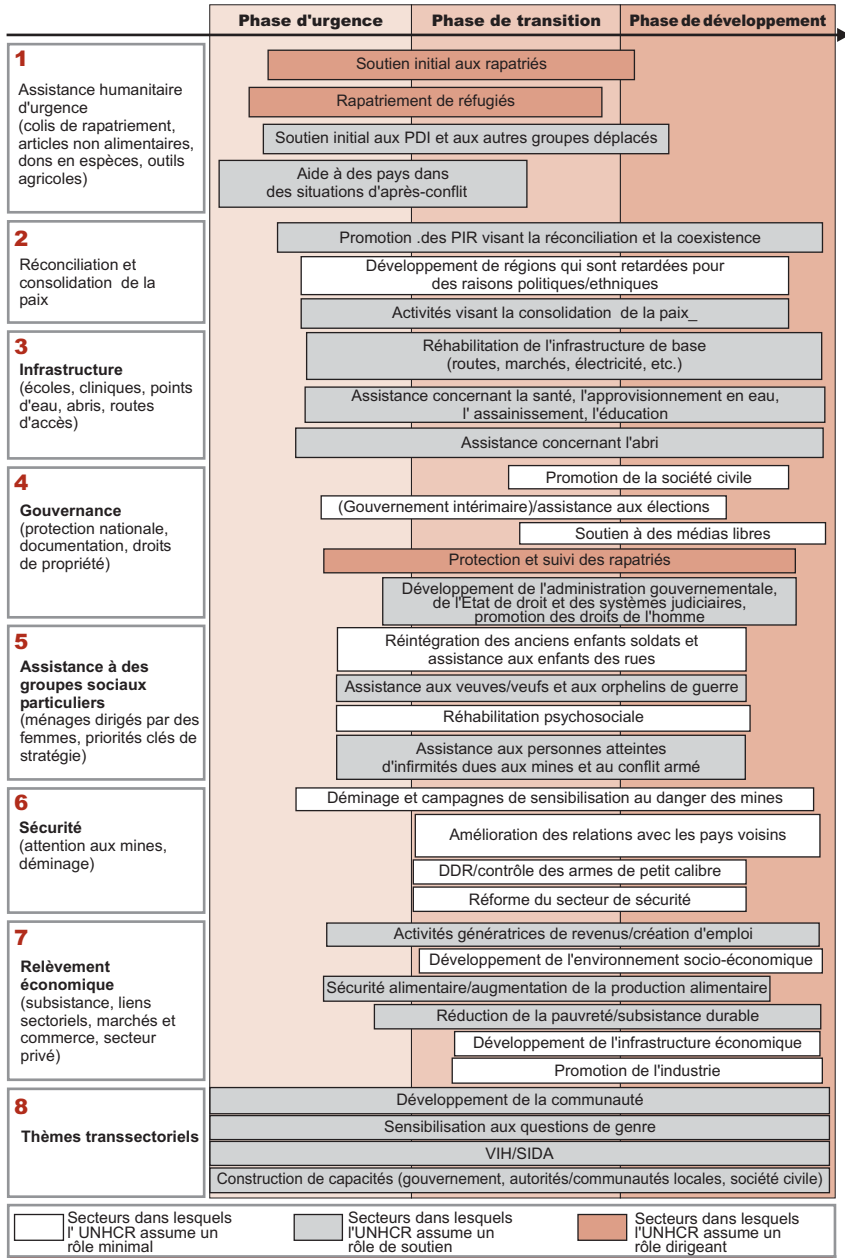 Phase d'urgence
Phase de transition
Phase de développement
1
Assistance humanitaire
d'urgence
(colis de rapatriement,
articles non alimentaires,
dons en espèces, outils
agricoles)
Soutien initial aux rapatriés
Rapatriement de réfugiés
Soutien initial aux PDI et aux autres groupes déplacés
Aide à des pays dans
des situations d'après-conflit
2
Réconciliation et
consolidation de la
paix
Promotion .des PIR visant la réconciliation et la coexistence
Développement de régions qui sont retardées pour
des raisons politiques/ethniques
Activités visant la consolidation de la paix_
3
Infrastructure
(écoles, cliniques, points
d'eau, abris, routes
d'accès)
Réhabilitation de l'infrastructure de base
(routes, marchés, électricité, etc.)
Assistance concernant la santé, l'approvisionnement en eau,
l' assainissement, l'éducation
Assistance concernant l'abri
4
Gouvernance
(protection nationale,
documentation, droits
de propriété)
Promotion de la société civile
(Gouvernement intérimaire)/assistance aux élections
Soutien à des médias libres
Protection et suivi des rapatriés
Développement de l'administration gouvernementale,
de l'Etat de droit et des systèmes judiciaires,
promotion des droits de l'homme
5
Assistance à des
groupes sociaux
particuliers
(ménages dirigés par des
femmes, priorités clés de
stratégie)
Réintégration des anciens enfants soldats et
assistance aux enfants des rues
Assistance aux veuves/veufs et aux orphelins de guerre
Réhabilitation psychosociale
Assistance aux personnes atteintes
d'infirmités dues aux mines et au conflit armé
6
Sécurité
(attention aux mines,
déminage)
Déminage et campagnes de sensibilisation au danger des mines
Amélioration des relations avec les pays voisins
DDR/contrôle des armes de petit calibre
Réforme du secteur de sécurité
7
Relèvement
économique
(subsistance, liens
sectoriels, marchés et
commerce, secteur
privé)
Activités génératrices de revenus/création d'emploi
Développement de l'environnement socio-économique
Sécurité alimentaire/augmentation de la production alimentaire
Réduction de la pauvreté/subsistance durable
Développement de l'infrastructure économique
Promotion de l'industrie
8
Thèmes transsectoriels
Développement de la communauté
Sensibilisation aux questions de genre
VIH/SIDA
Construction de capacités (gouvernement, autorités/communautés locales, société civile)
Secteurs dans lesquels
l' UNHCR assume un
rôle minimal
Secteurs dans lesquels
l'UNHCR assume un
rôle de soutien
Secteurs dans lesquels
l'UNHCR assume un
rôle dirigeant